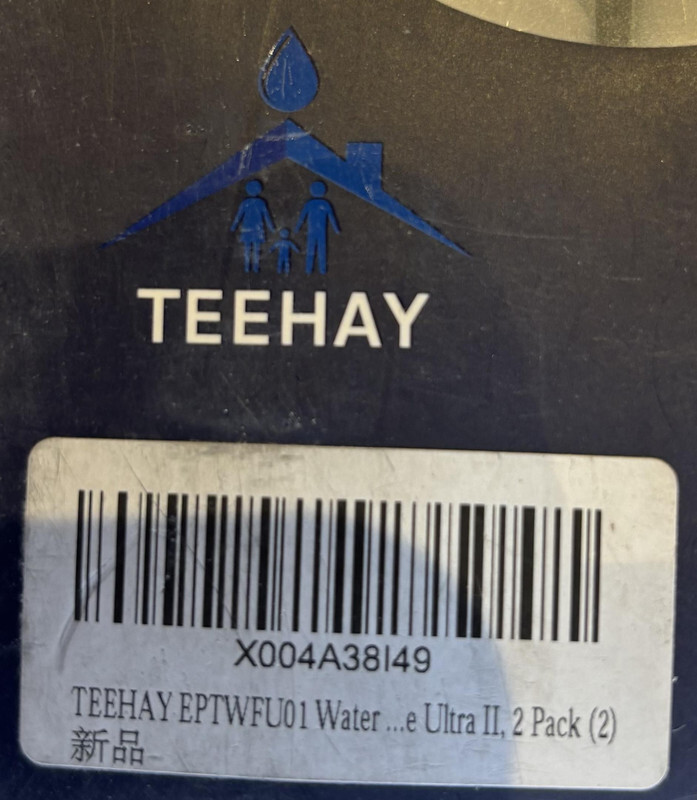 TEEHAY
X004A38I49
TEEHAY EPTWFU01 Water ...e Ultra II, 2 Pack (2)
新品